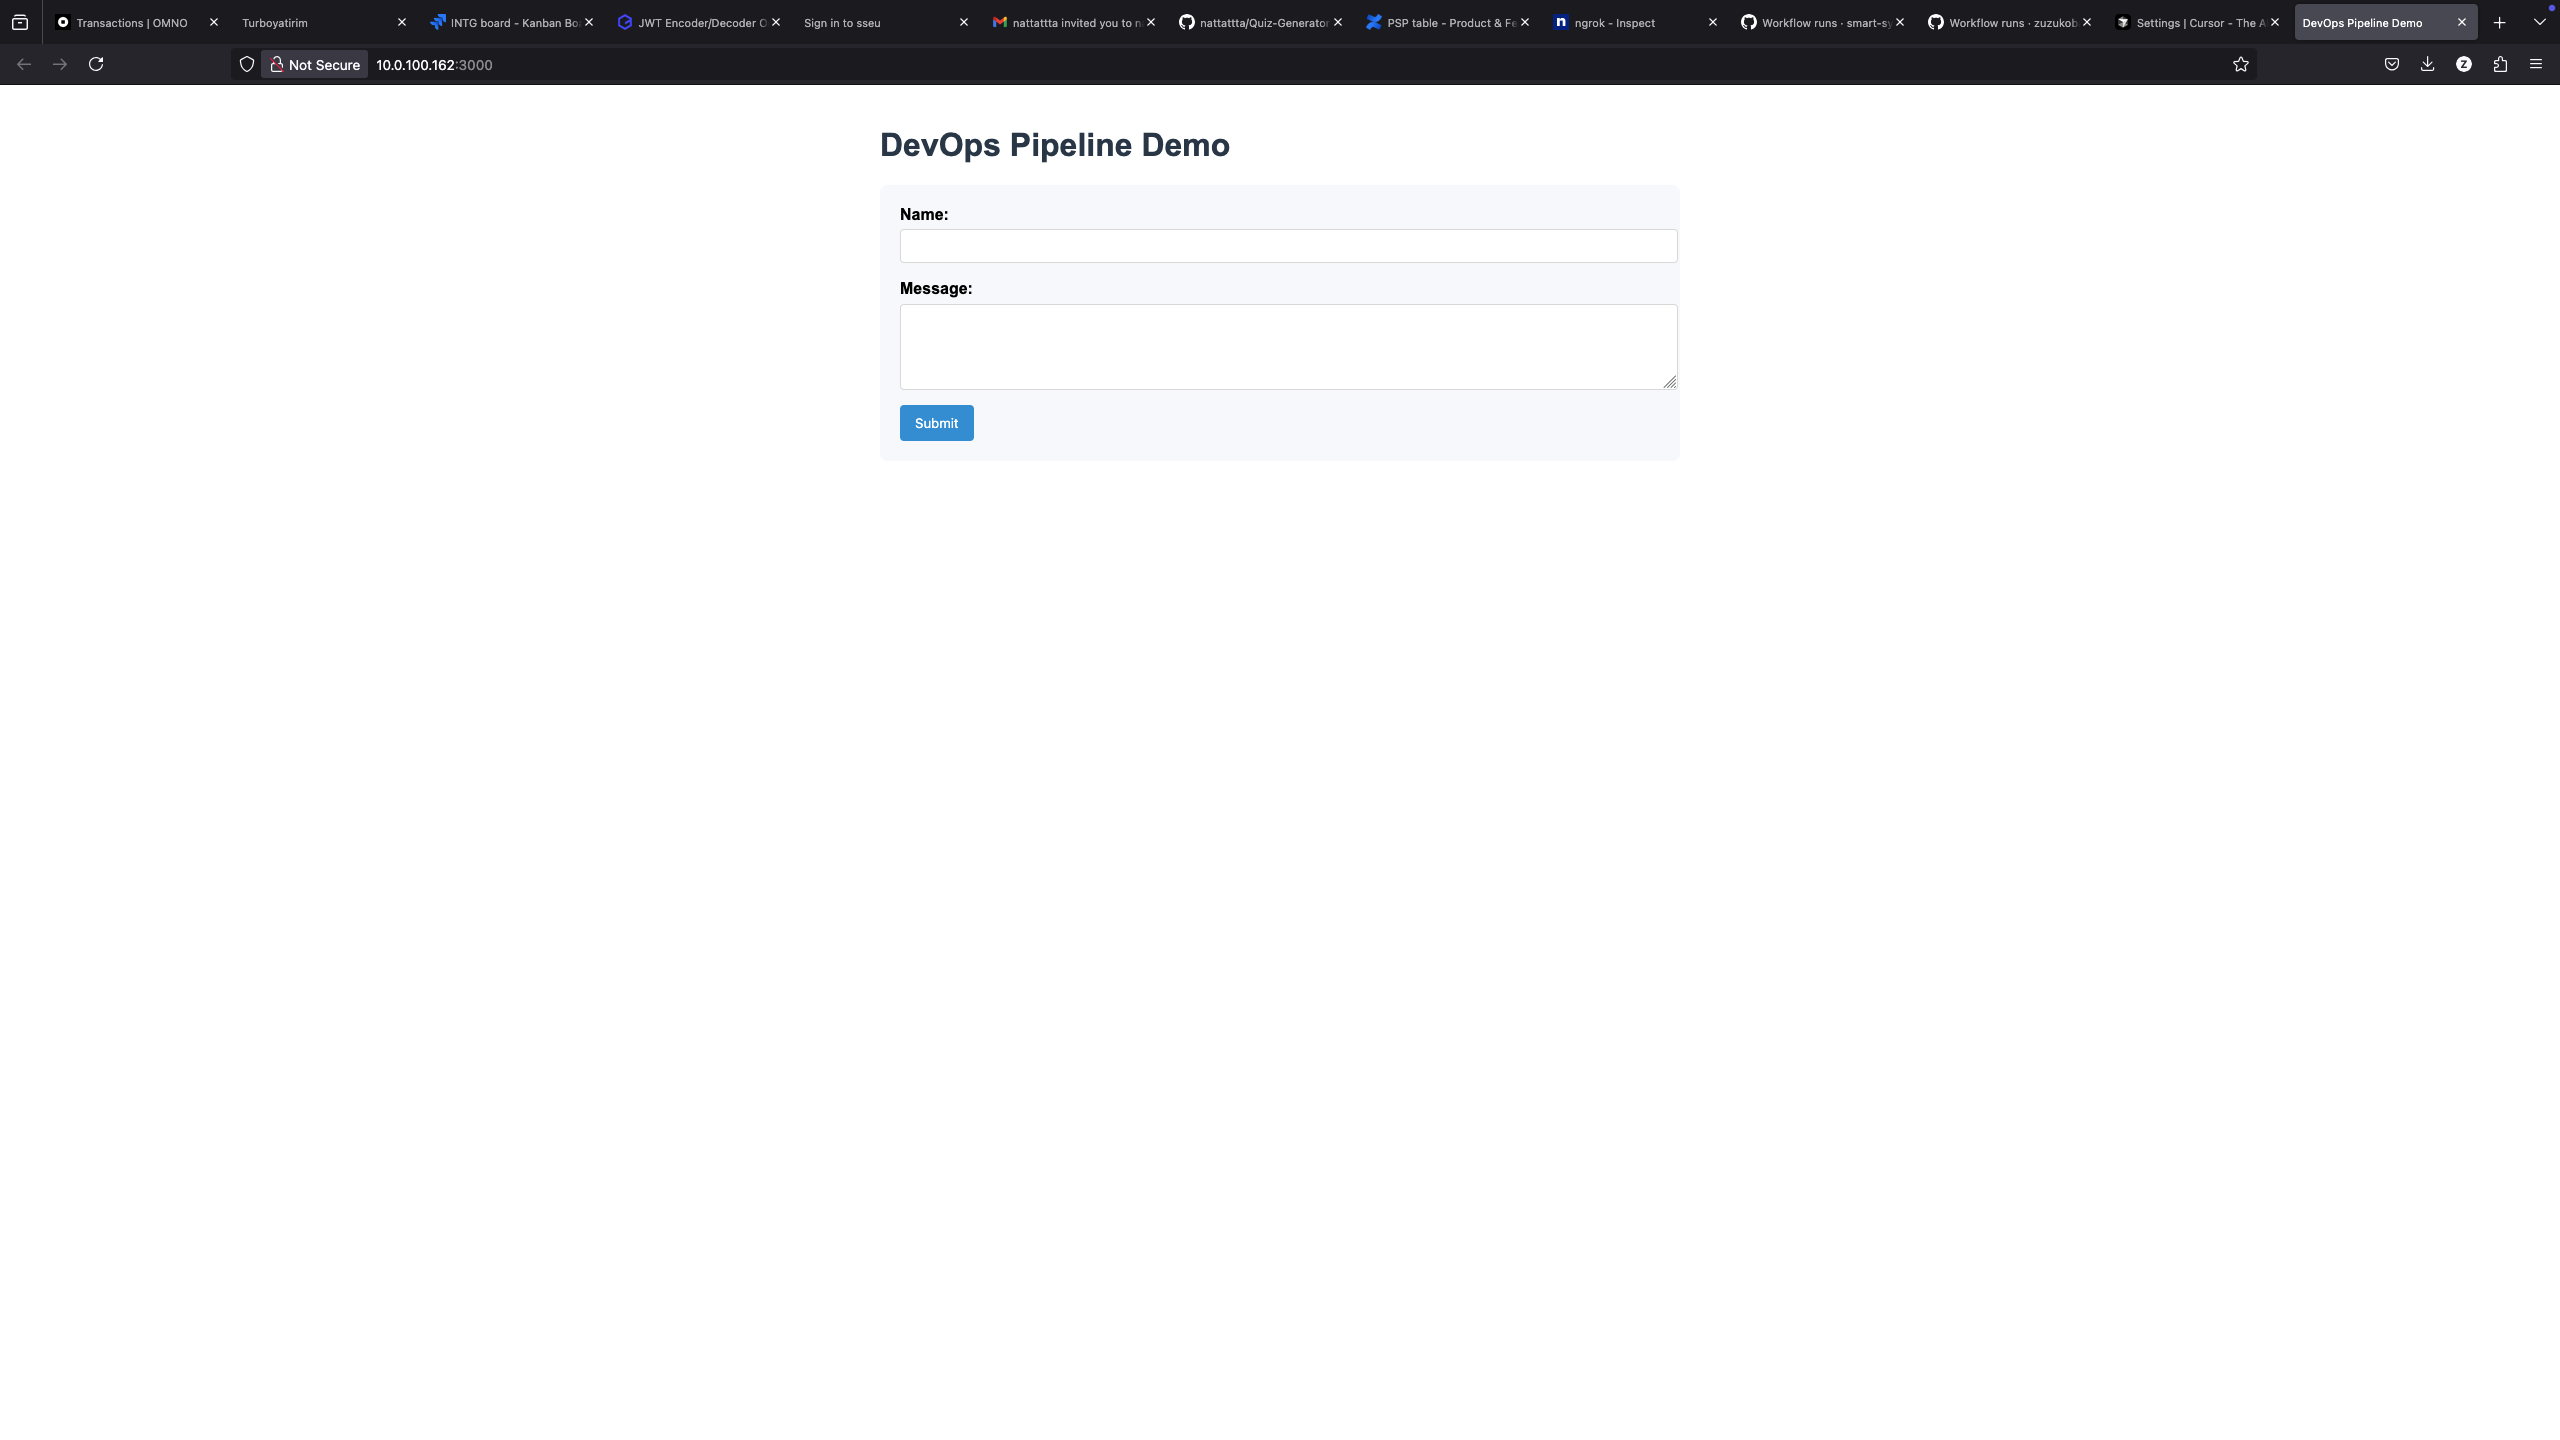 Transactions | OMNO
Turboyatirim
INTG board - Kanban Bo
JWT Encoder/Decoder O
Sign in to sseu
nattattta invited you to n
nattattta/Quiz-Generator
PSP table - Product & Fe
ngrok - Inspect
Workflow runs · smart-sy
Workflow runs · zuzukob
Settings | Cursor - The A
DevOps Pipeline Demo
Not Secure 10.0.100.162:3000
Z
DevOps Pipeline Demo
Name:
Message:
Submit